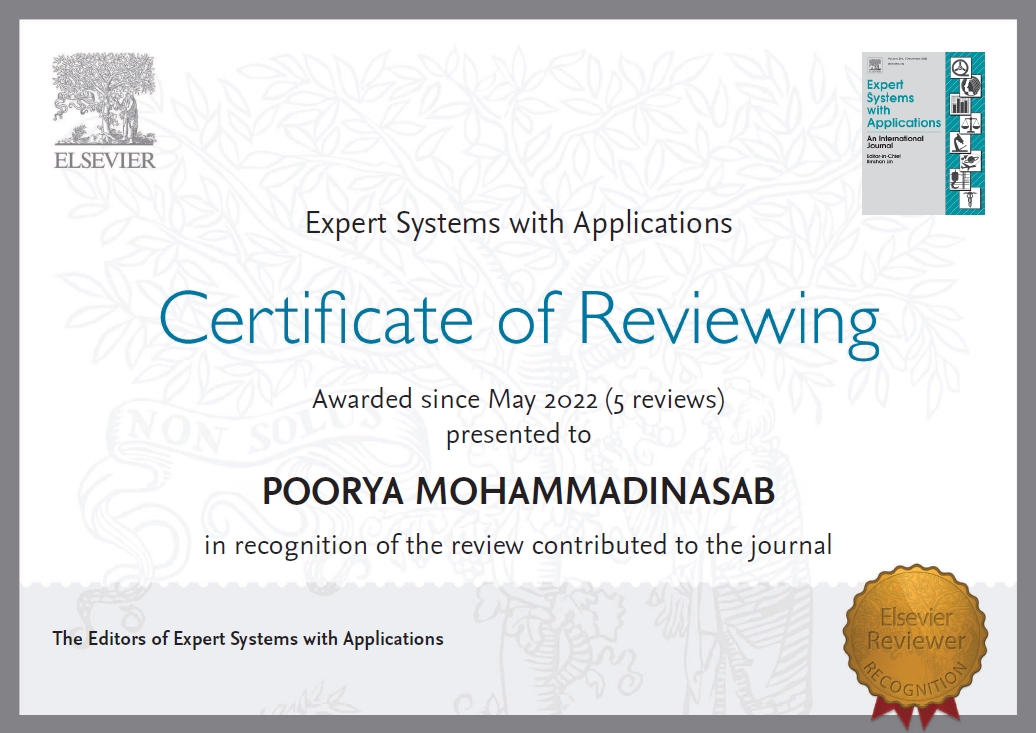 ELSEVIER
Expert
Systems
with
Applications
An International
Journal
Editor-in-Chief
Binshan Lin
Expert Systems with Applications
Certificate of Reviewing
Awarded since May 2022 (5 reviews)
presented to
NON SOLUS
POORYA MOHAMMADINASAB
in recognition of the review contributed to the journal
The Editors of Expert Systems with Applications
Elsevier
Reviewer
RECOGNITION